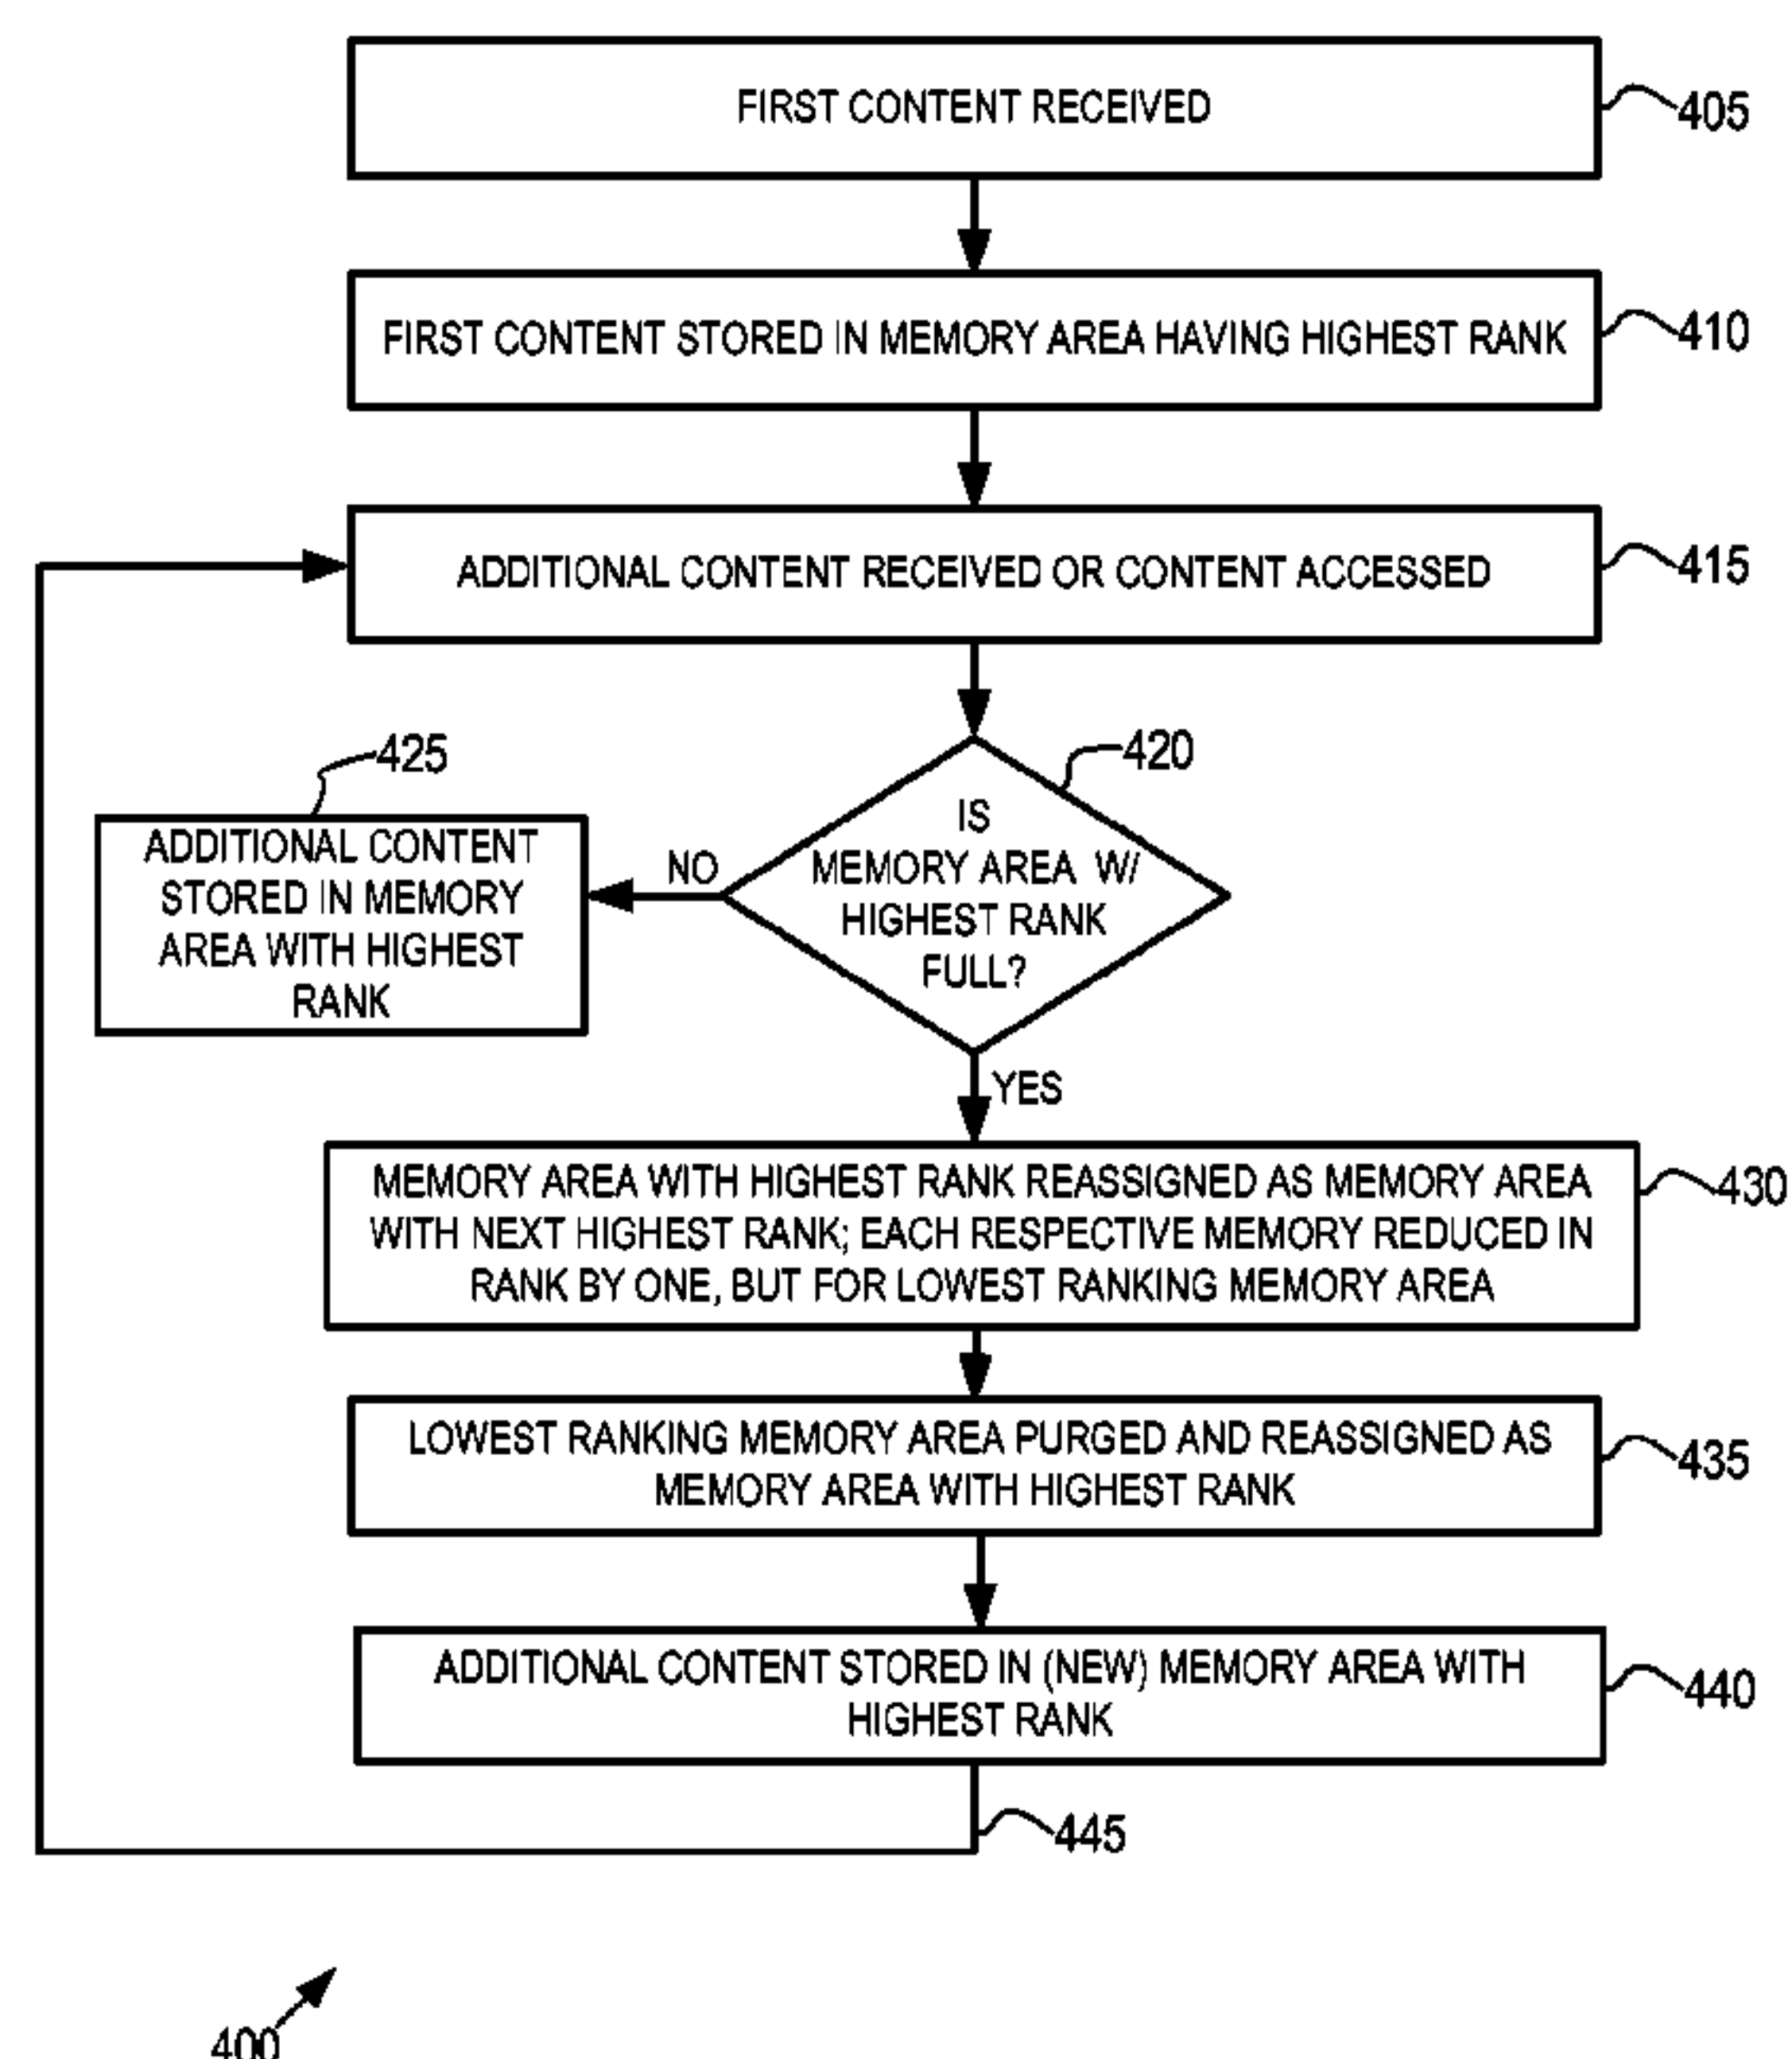 FIRST CONTENT RECEIVED
405
FIRST CONTENT STORED IN MEMORY AREA HAVING HIGHEST RANK
410
ADDITIONAL CONTENT RECEIVED OR CONTENT ACCESSED
415
425
ADDITIONAL CONTENT
STORED IN MEMORY
AREA WITH HIGHEST
RANK
NO
420
IS
MEMORY AREA W/
HIGHEST RANK
FULL?
YES
MEMORY AREA WITH HIGHEST RANK REASSIGNED AS MEMORY AREA
WITH NEXT HIGHEST RANK; EACH RESPECTIVE MEMORY REDUCED IN
RANK BY ONE, BUT FOR LOWEST RANKING MEMORY AREA
430
LOWEST RANKING MEMORY AREA PURGED AND REASSIGNED AS
MEMORY AREA WITH HIGHEST RANK
435
ADDITIONAL CONTENT STORED IN (NEW) MEMORY AREA WITH
HIGHEST RANK
440
445
400